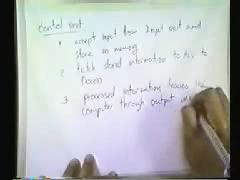 Control unit
1 accept input from Input unit and
store in memory
2 fetch stored information to ALU to
process
3 processed information leaves the
computer through output